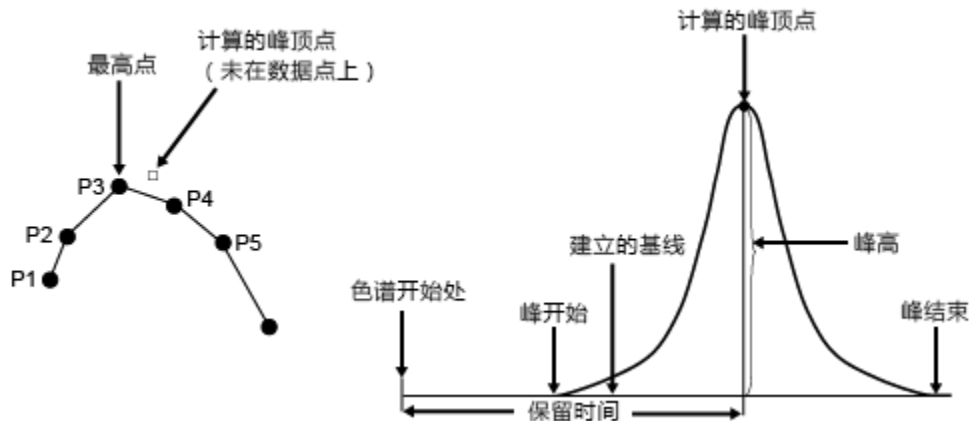 计算的峰顶点
（未在数据点上）
最高点
P3
P4
P2
P5
P1
计算的峰顶点
建立的基线
峰高
色谱开始处
峰开始
峰结束
保留时间